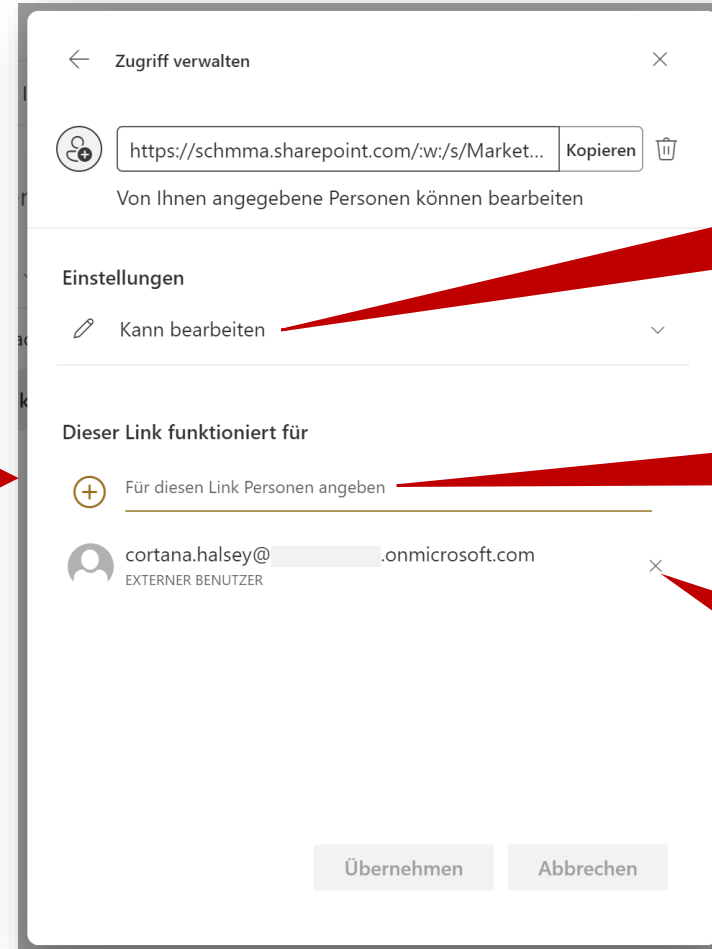 Zugriff verwalten
https://schmma.sharepoint.com/:w:/s/Market... Kopieren
Von Ihnen angegebene Personen können bearbeiten
Einstellungen
Kann bearbeiten
Dieser Link funktioniert für
Für diesen Link Personen angeben
cortana.halsey@ .onmicrosoft.com
EXTERNER BENUTZER
Übernehmen Abbrechen